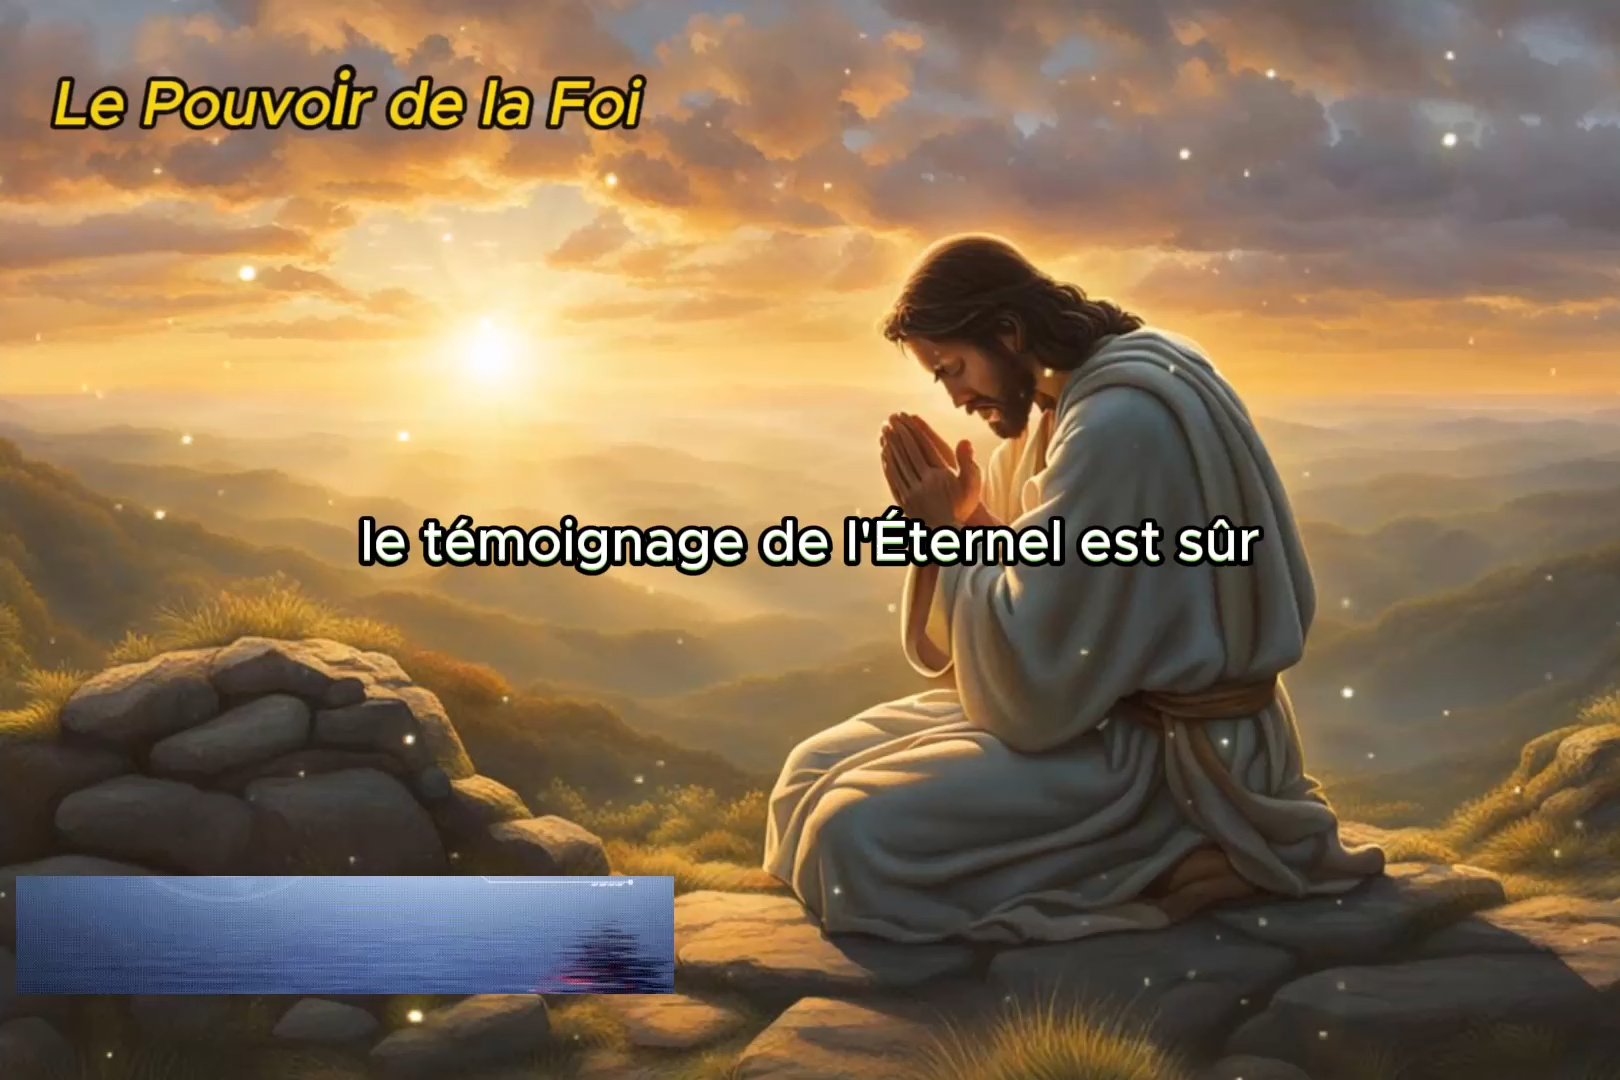 Le Pouvoir de la Foi
le témoignage de l'Éternel est sûr